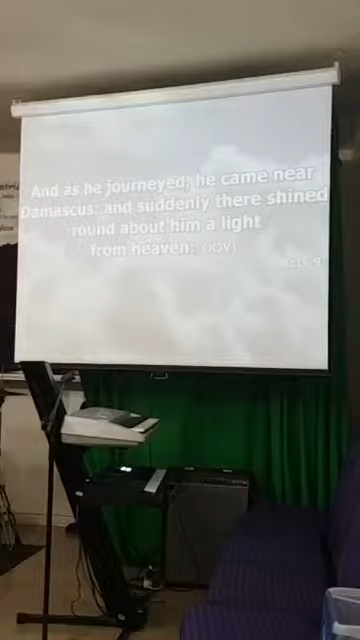 And as he journeyed, he came near
Damascus: and suddenly there shined
round about him a light
from heaven: (KJV)